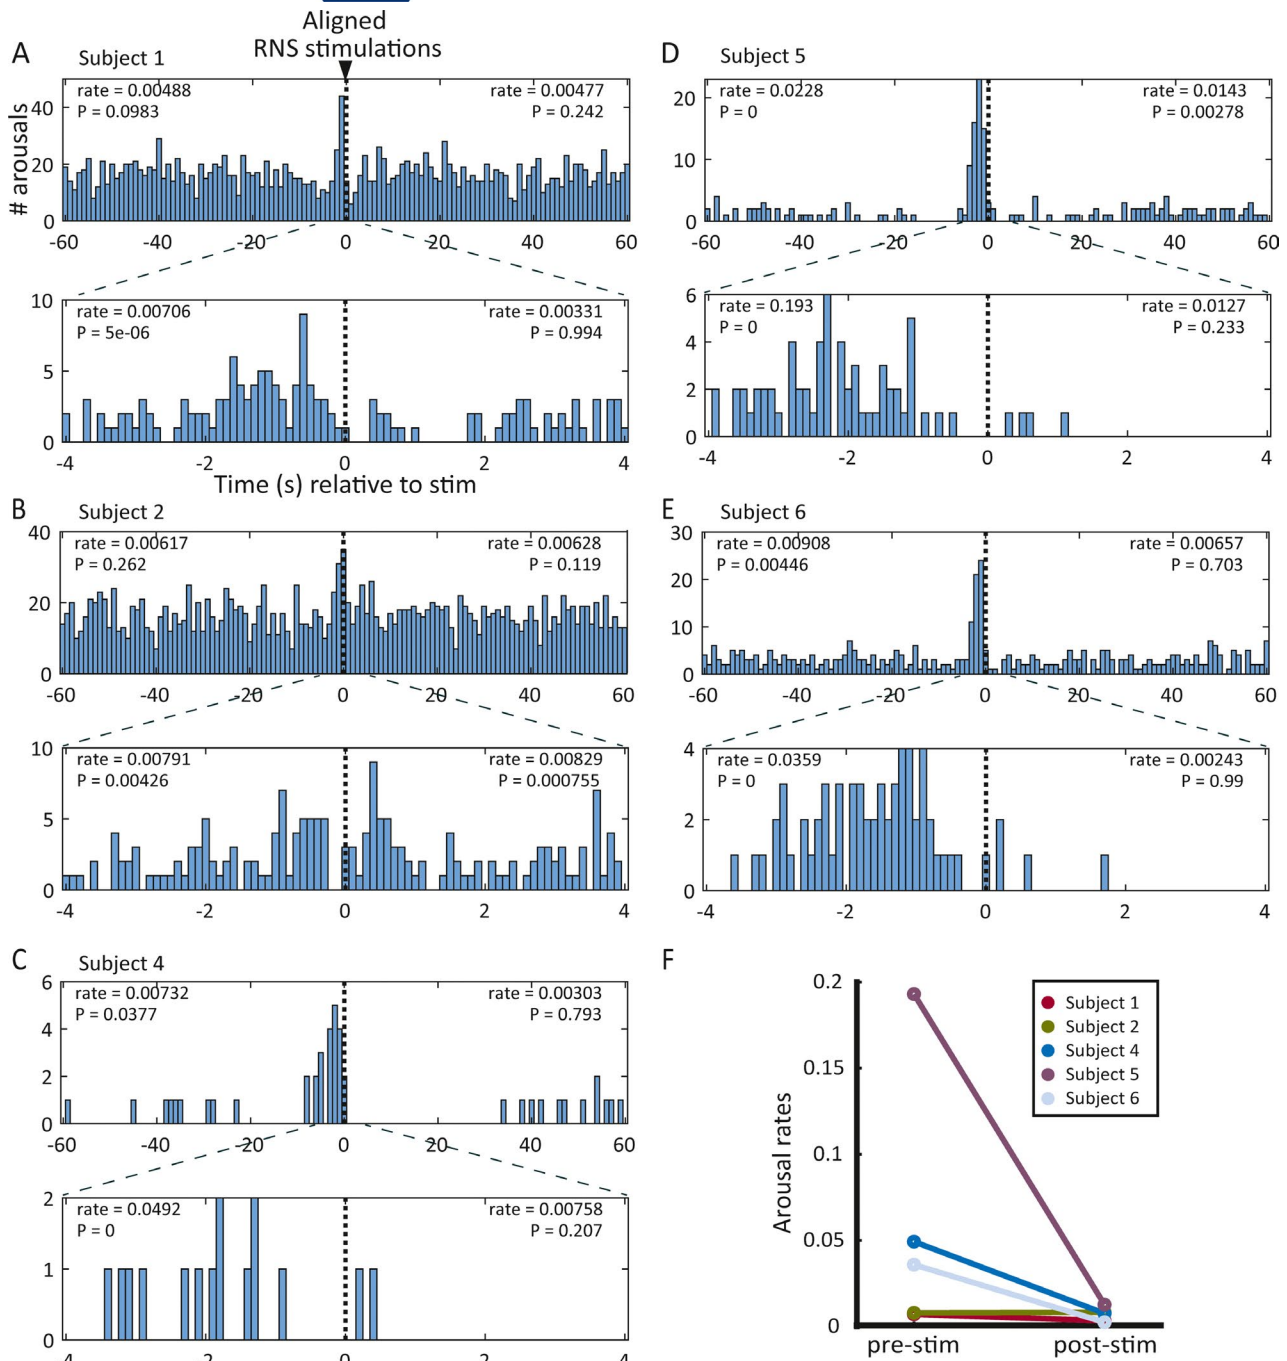 Aligned
RNS stimulations
A
Subject 1
rate = 0.00488
P = 0.0983
rate = 0.00477
P = 0.242
# arousals
40
20
0
-60 -40 -20 0 20 40 60
rate = 0.00706
P = 5e-06
rate = 0.00331
P = 0.994
10
5
0
-4 -2 0 2 4
Time (s) relative to stim
B
Subject 2
rate = 0.00617
P = 0.262
rate = 0.00628
P = 0.119
40
20
0
-60 -40 -20 0 20 40 60
rate = 0.00791
P = 0.00426
rate = 0.00829
P = 0.000755
10
5
0
-4 -2 0 2 4
C
Subject 4
rate = 0.00732
P = 0.0377
rate = 0.00303
P = 0.793
6
4
2
0
-60 -40 -20 0 20 40 60
rate = 0.0492
P = 0
rate = 0.00758
P = 0.207
2
1
0
-4 -2 0 2 4
D
Subject 5
rate = 0.0228
P = 0
rate = 0.0143
P = 0.00278
20
10
0
-60 -40 -20 0 20 40 60
rate = 0.193
P = 0
rate = 0.0127
P = 0.233
6
4
2
0
-4 -2 0 2 4
E
Subject 6
rate = 0.00908
P = 0.00446
rate = 0.00657
P = 0.703
30
20
10
0
-60 -40 -20 0 20 40 60
rate = 0.0359
P = 0
rate = 0.00243
P = 0.99
4
2
0
-4 -2 0 2 4
F
Arousal rates
0.2
0.15
0.1
0.05
0
Subject 1
Subject 2
Subject 4
Subject 5
Subject 6
pre-stim post-stim